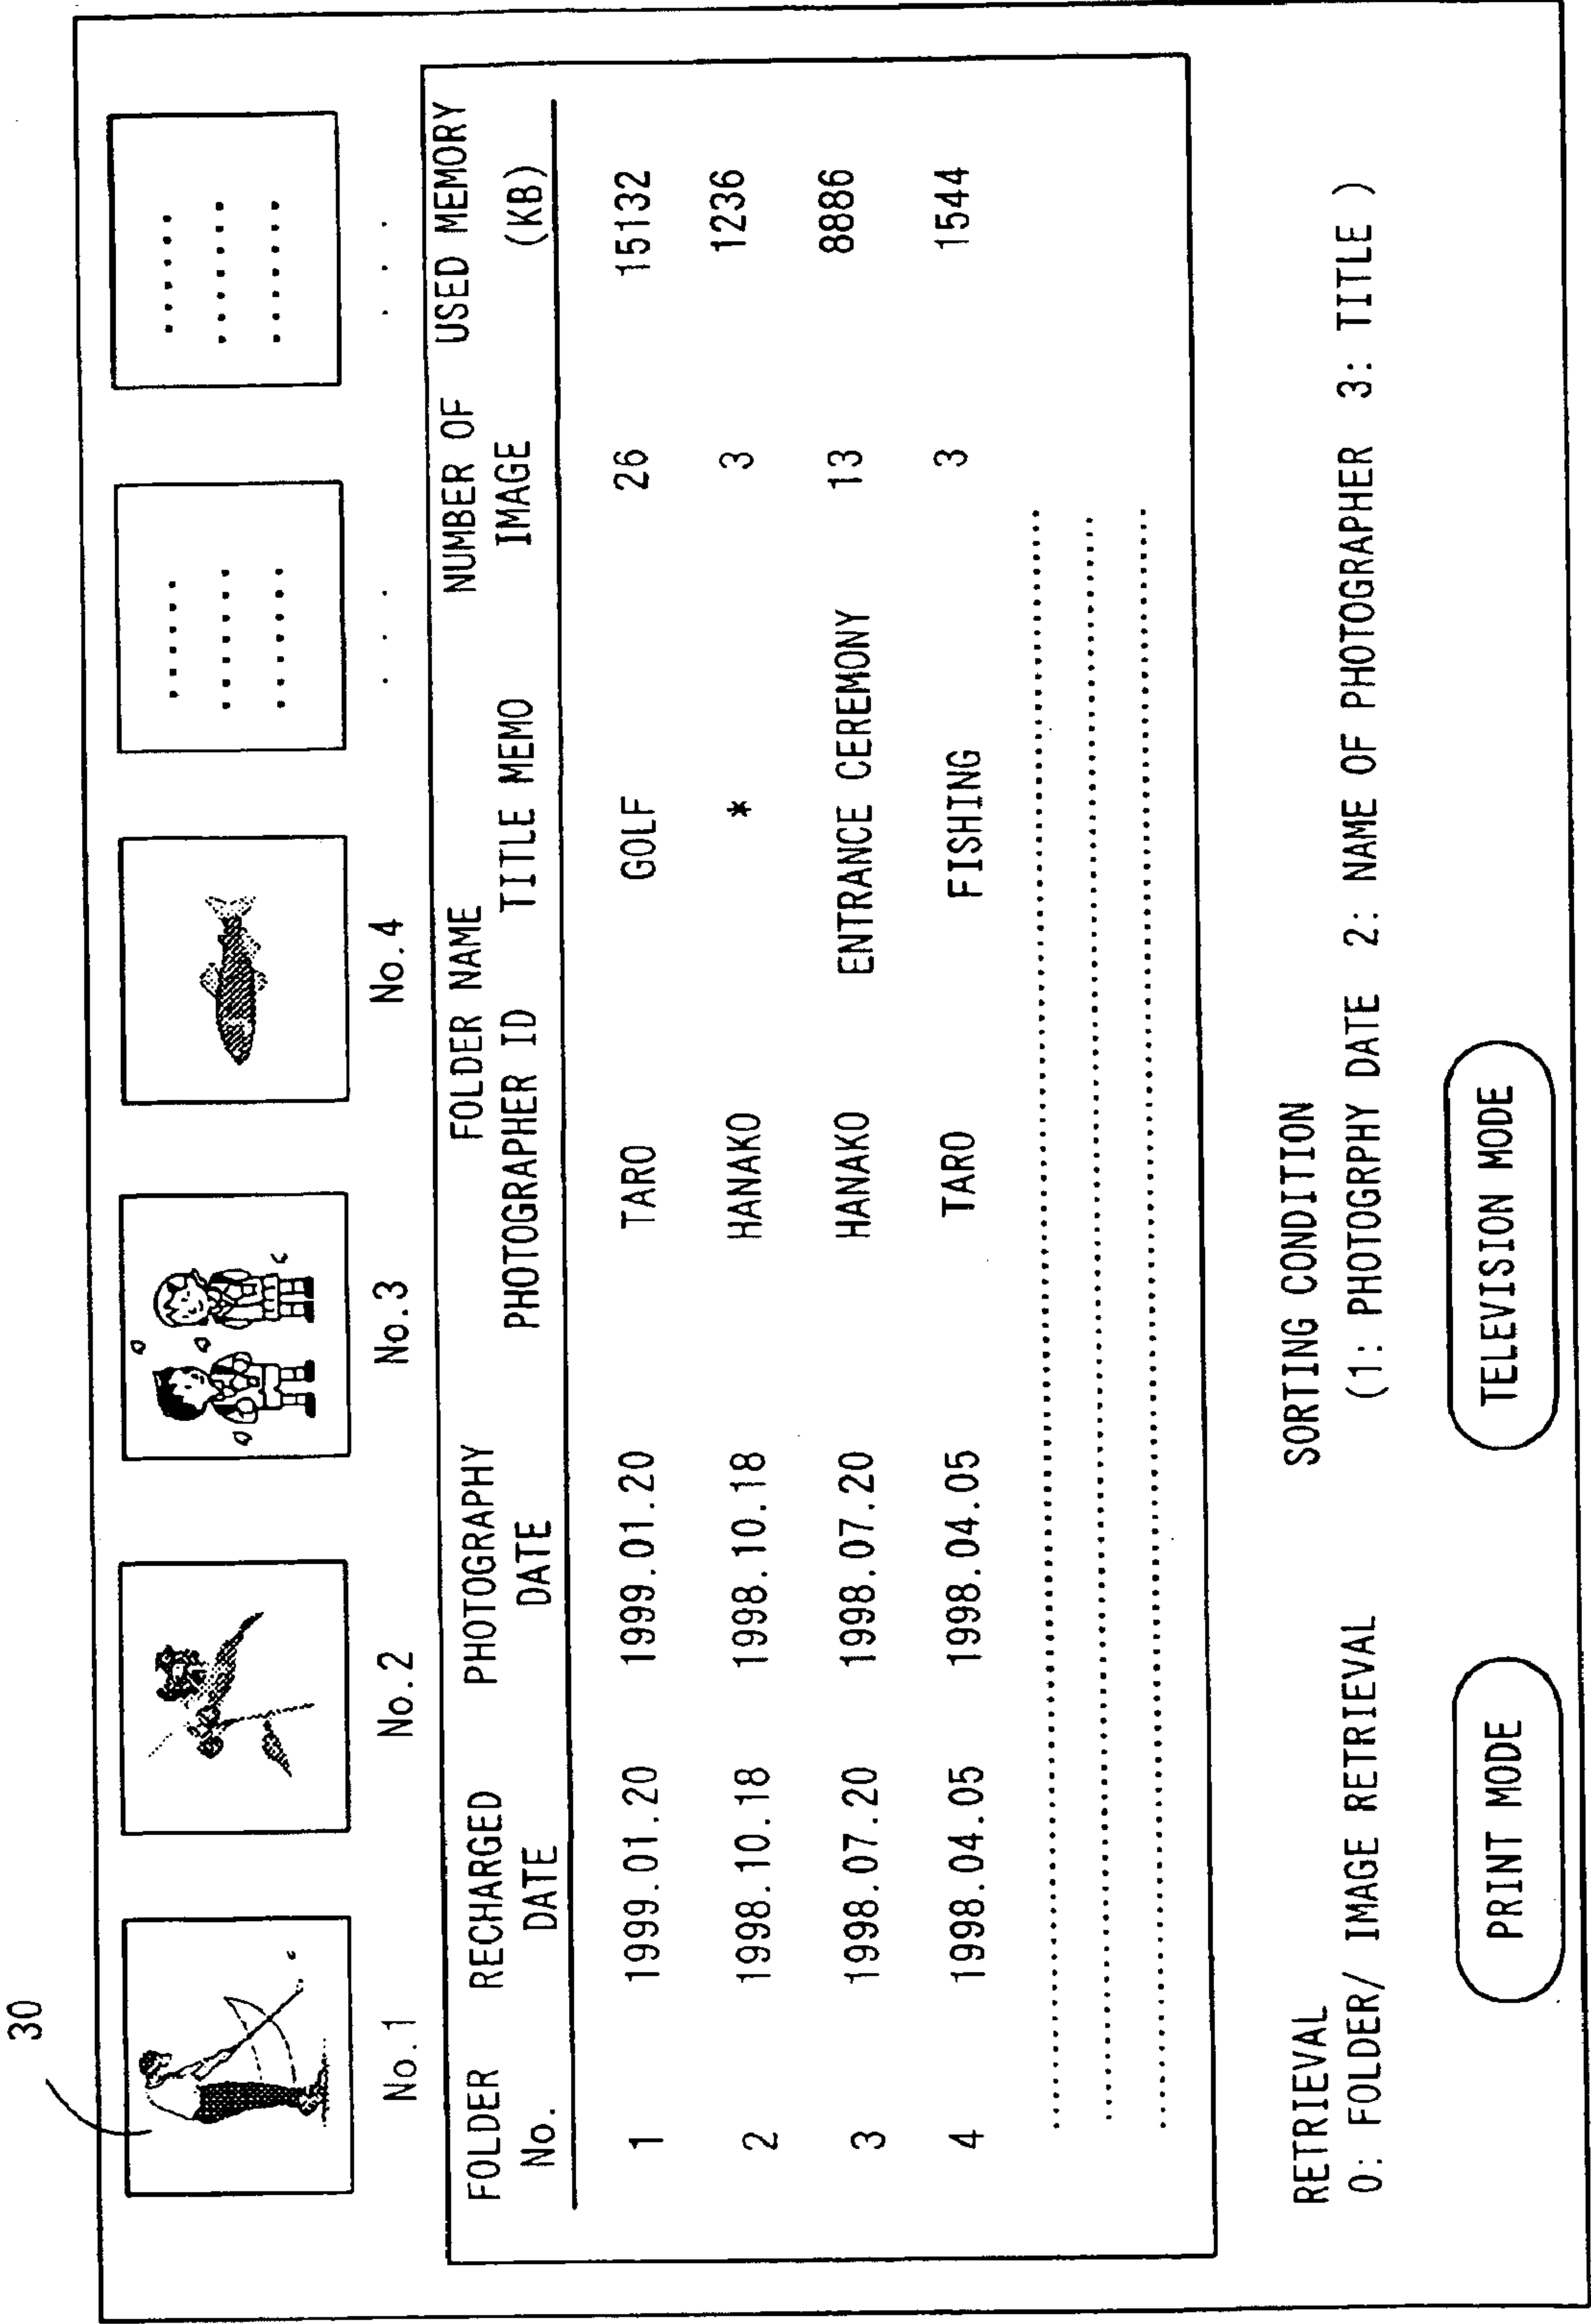 30
No.1 No.2 No.3 No.4
FOLDER RECHARGED PHOTOGRAPHY FOLDER NAME NUMBER OF USED MEMORY
No. DATE DATE PHOTOGRAPHER ID TITLE MEMO IMAGE (KB)
1 1999.01.20 1999.01.20 TARO GOLF 26 15132
2 1998.10.18 1998.10.18 HANAKO * 3 1236
3 1998.07.20 1998.07.20 HANAKO ENTRANCE CEREMONY 13 8886
4 1998.04.05 1998.04.05 TARO FISHING 3 1544
RETRIEVAL SORTING CONDITION
0: FOLDER/ IMAGE RETRIEVAL (1: PHOTOGRPHY DATE 2: NAME OF PHOTOGRAPHER 3: TITLE )
PRINT MODE TELEVISION MODE